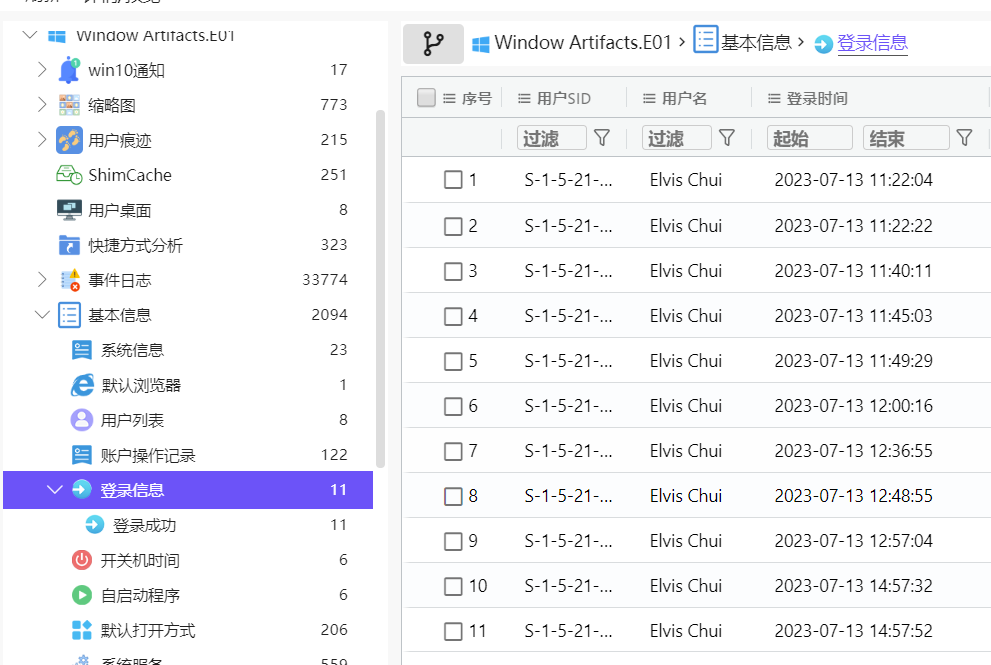 Window Artifacts.E01
win10通知 17
缩略图 773
用户痕迹 215
ShimCache 251
用户桌面 8
快捷方式分析 323
事件日志 33774
基本信息 2094
系统信息 23
默认浏览器 1
用户列表 8
账户操作记录 122
登录信息 11
登录成功 11
开关机时间 6
自启动程序 6
默认打开方式 206
系统服务 559
Window Artifacts.E01 > 基本信息 > 登录信息
序号 用户SID 用户名 登录时间
过滤 过滤 起始 结束
1 S-1-5-21-... Elvis Chui 2023-07-13 11:22:04
2 S-1-5-21-... Elvis Chui 2023-07-13 11:22:22
3 S-1-5-21-... Elvis Chui 2023-07-13 11:40:11
4 S-1-5-21-... Elvis Chui 2023-07-13 11:45:03
5 S-1-5-21-... Elvis Chui 2023-07-13 11:49:29
6 S-1-5-21-... Elvis Chui 2023-07-13 12:00:16
7 S-1-5-21-... Elvis Chui 2023-07-13 12:36:55
8 S-1-5-21-... Elvis Chui 2023-07-13 12:48:55
9 S-1-5-21-... Elvis Chui 2023-07-13 12:57:04
10 S-1-5-21-... Elvis Chui 2023-07-13 14:57:32
11 S-1-5-21-... Elvis Chui 2023-07-13 14:57:52